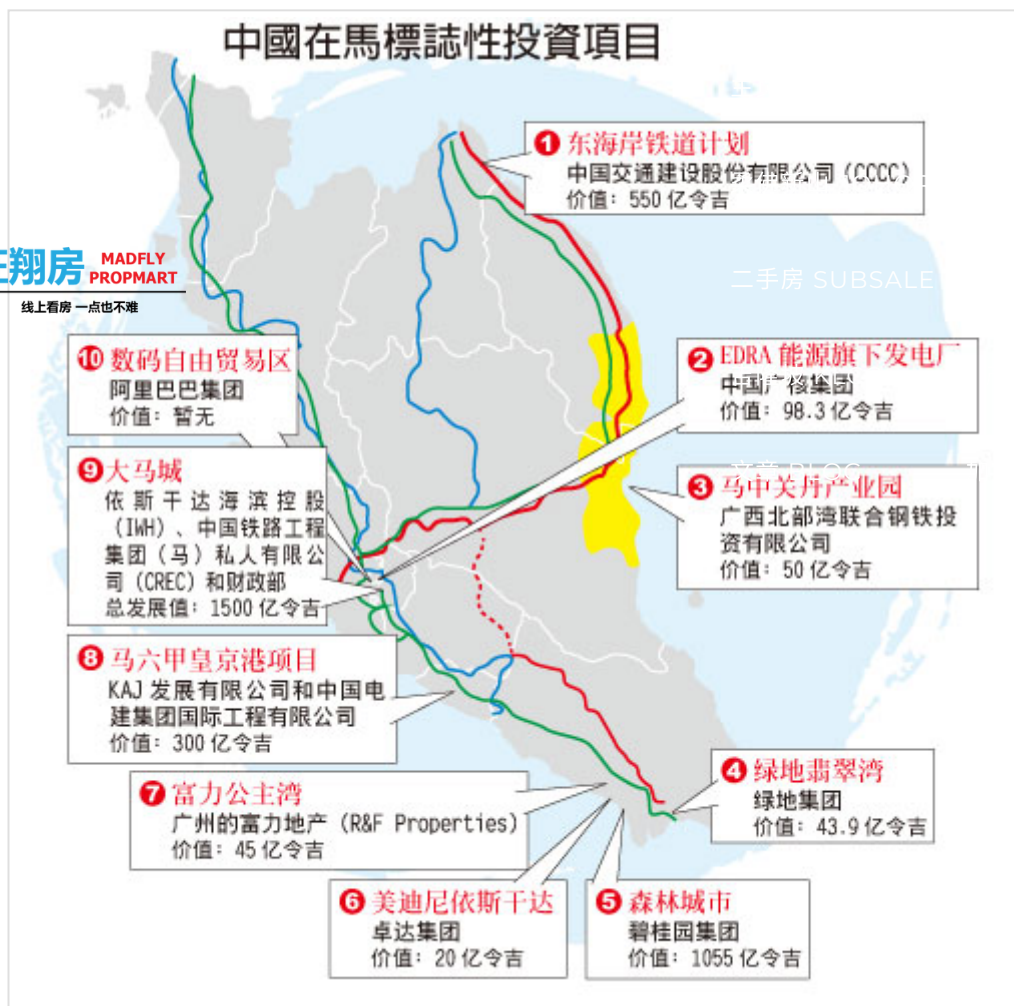 中國在馬標誌性投資項目
1 东海岸铁道计划
中国交通建设股份有限公司（CCCC）
价值：550 亿令吉
翔房
MADFLY
PROPMART
线上看房 一点也不难
二手房 SUBSALE
10 数码自由贸易区
阿里巴巴集团
价值：暂无
2 EDRA 能源旗下发电厂
中国广核集团
价值：98.3 亿令吉
9 大马城
依斯干达海滨控股
（IWH）、中国铁路工程
集团（马）私人有限公
司（CREC）和财政部
总发展值：1500 亿令吉
文章 BLOG
3 马中关丹产业园
广西北部湾联合钢铁投
资有限公司
价值：50 亿令吉
8 马六甲皇京港项目
KAJ 发展有限公司和中国电
建集团国际工程有限公司
价值：300 亿令吉
4 绿地翡翠湾
绿地集团
价值：43.9 亿令吉
7 富力公主湾
广州的富力地产（R&F Properties）
价值：45 亿令吉
6 美迪尼依斯干达
卓达集团
价值：20 亿令吉
5 森林城市
碧桂园集团
价值：1055 亿令吉